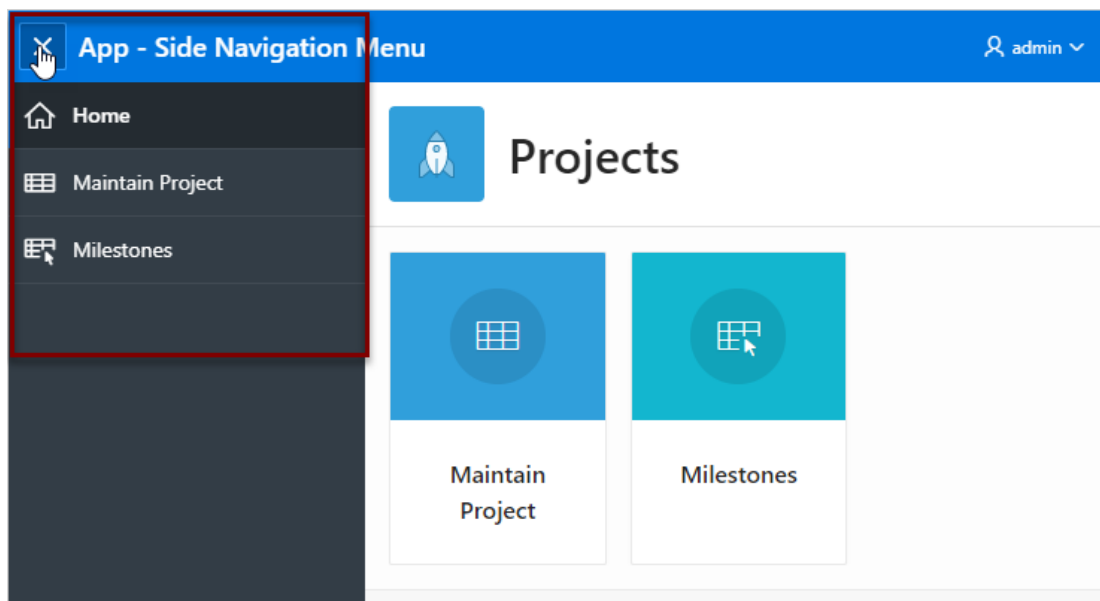 App - Side Navigation Menu
admin
Home
Maintain Project
Milestones
Projects
Maintain
Project
Milestones